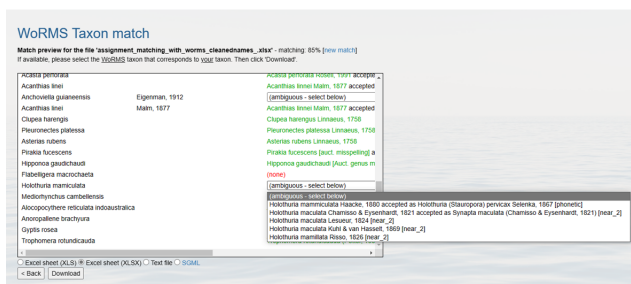 WoRMS Taxon match
Match preview for the file 'assignment_matching_with_worms_cleanednames_.xlsx' - matching: 85% [new match]
If available, please select the WoRMS taxon that corresponds to your taxon. Then click 'Download'.
Acasta perforata Acasta perforata Rosell, 1991 accepte
Acanthias linei Acanthias linnei Malm, 1877 accepted
Anchoviella guianeensis Eigenman, 1912 (ambiguous - select below)
Acanthias linei Malm, 1877 Acanthias linnei Malm, 1877 accepted
Clupea harengis Clupea harengus Linnaeus, 1758
Pleuronectes platessa Pleuronectes platessa Linnaeus, 1758
Asterias rubens Asterias rubens Linnaeus, 1758
Pirakia fucescens Pirakia fucescens [auct. misspelling] a
Hipponoa gaudichaudi Hipponoa gaudichaudi [Auct. genus m
Flabelligera macrochaeta (none)
Holothuria mamiculata (ambiguous - select below)
Mediorhynchus cambellensis (ambiguous - select below)
Alocopocythere reticulata indoaustralica Holothuria mammiculata Haacke, 1880 accepted as Holothuria (Stauropora) pervicax Selenka, 1867 [phonetic]
Holothuria maculata Chamisso & Eysenhardt, 1821 accepted as Synapta maculata (Chamisso & Eysenhardt, 1821) [near_2]
Anoropallene brachyura Holothuria maculata Lesueur, 1824 [near_2]
Gyptis rosea Holothuria maculata Kuhl & van Hasselt, 1869 [near_2]
Trophomera rotundicauda Holothuria mamillata Risso, 1826 [near_2]
Excel sheet (XLS) Excel sheet (XLSX) Text file SGML
< Back Download